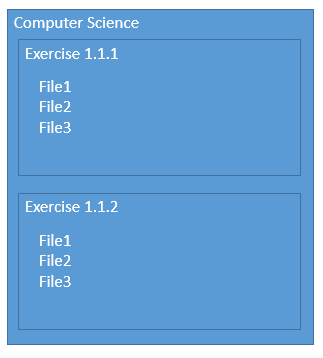 Computer Science
Exercise 1.1.1
File1
File2
File3
Exercise 1.1.2
File1
File2
File3